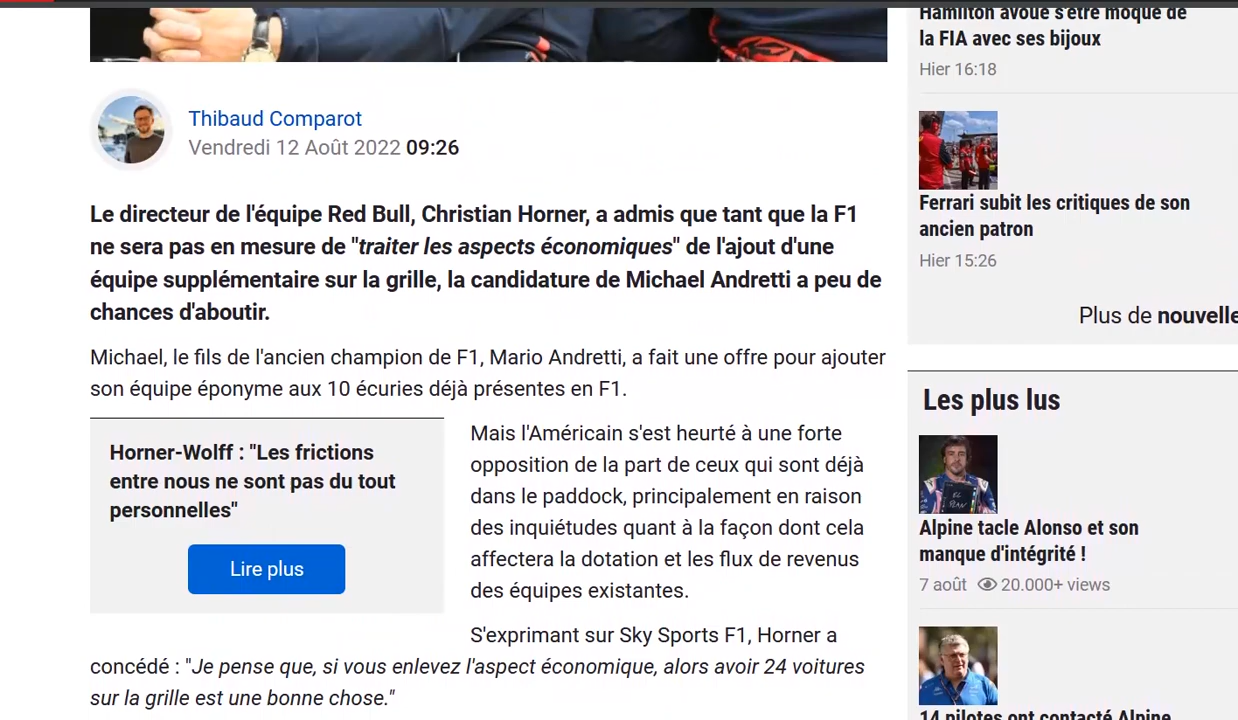 Thibaud Comparot
Vendredi 12 Août 2022 09:26
Le directeur de l'équipe Red Bull, Christian Horner, a admis que tant que la F1
ne sera pas en mesure de "traiter les aspects économiques" de l'ajout d'une
équipe supplémentaire sur la grille, la candidature de Michael Andretti a peu de
chances d'aboutir.
Michael, le fils de l'ancien champion de F1, Mario Andretti, a fait une offre pour ajouter
son équipe éponyme aux 10 écuries déjà présentes en F1.
Horner-Wolff : "Les frictions
entre nous ne sont pas du tout
personnelles"
Lire plus
Mais l'Américain s'est heurté à une forte
opposition de la part de ceux qui sont déjà
dans le paddock, principalement en raison
des inquiétudes quant à la façon dont cela
affectera la dotation et les flux de revenus
des équipes existantes.
S'exprimant sur Sky Sports F1, Horner a
concédé : "Je pense que, si vous enlevez l'aspect économique, alors avoir 24 voitures
sur la grille est une bonne chose."
Hamilton avoue s'être moqué de
la FIA avec ses bijoux
Hier 16:18
Ferrari subit les critiques de son
ancien patron
Hier 15:26
Plus de nouvelle
Les plus lus
Alpine tacle Alonso et son
manque d'intégrité !
7 août 20.000+ views
14 pilotes ont contacté Alpine